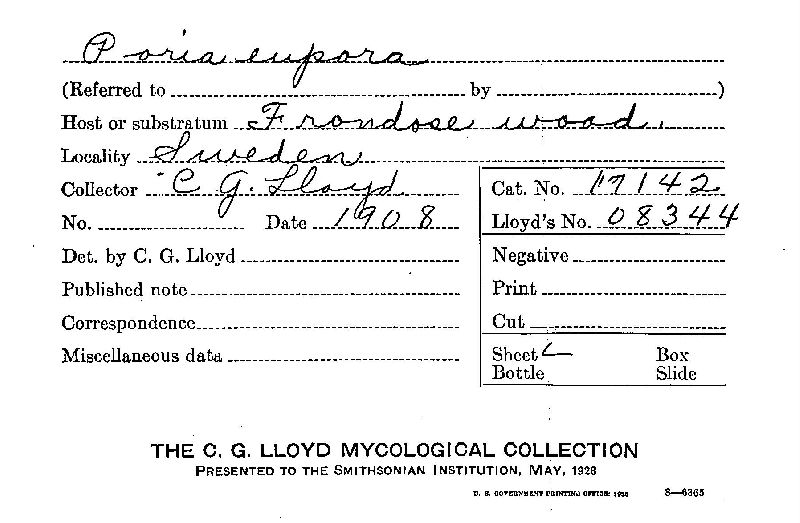 Poria eupora
(Referred to by )
Host or substratum Frondose wood.
Locality Sweden
Collector C. G. Lloyd
Cat. No. 17142
No. Date 1908
Lloyd's No. 08344
Det. by C. G. Lloyd
Negative
Published note
Print
Correspondence
Cut
Miscellaneous data
Sheet ✓ Box
Bottle Slide
THE C. G. LLOYD MYCOLOGICAL COLLECTION
PRESENTED TO THE SMITHSONIAN INSTITUTION, MAY, 1928
U. S. GOVERNMENT PRINTING OFFICE: 8—6365